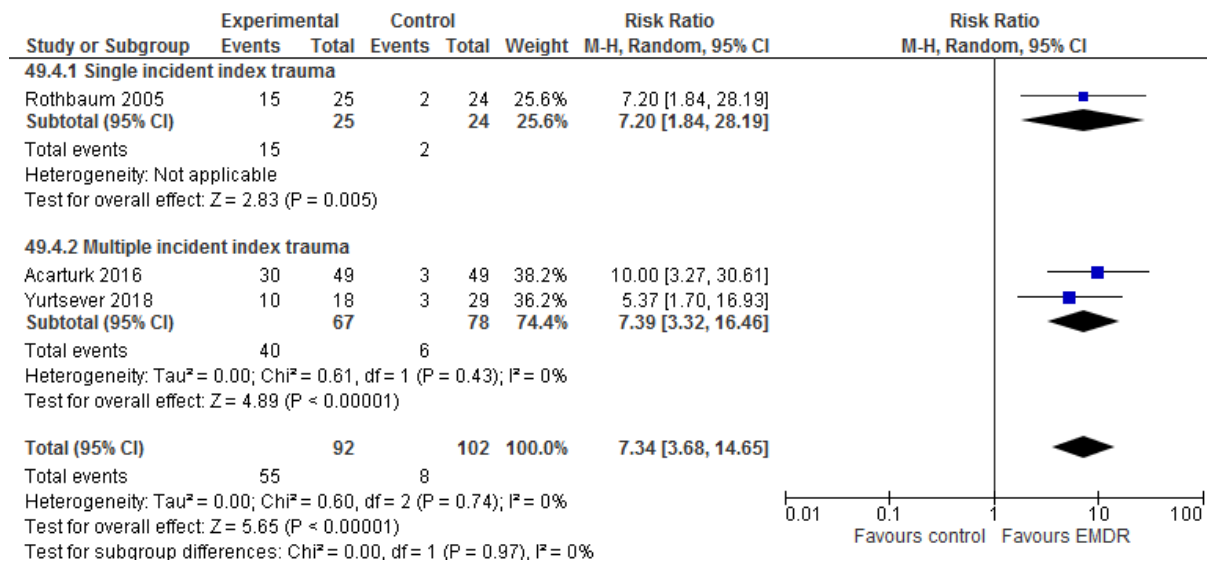 Experimental Control Risk Ratio Risk Ratio
Study or Subgroup Events Total Events Total Weight M-H, Random, 95% CI M-H, Random, 95% CI
49.4.1 Single incident index trauma
Rothbaum 2005 15 25 2 24 25.6% 7.20 [1.84, 28.19]
Subtotal (95% CI) 25 24 25.6% 7.20 [1.84, 28.19]
Total events 15 2
Heterogeneity: Not applicable
Test for overall effect: Z = 2.83 (P = 0.005)
49.4.2 Multiple incident index trauma
Acarturk 2016 30 49 3 49 38.2% 10.00 [3.27, 30.61]
Yurtsever 2018 10 18 3 29 36.2% 5.37 [1.70, 16.93]
Subtotal (95% CI) 67 78 74.4% 7.39 [3.32, 16.46]
Total events 40 6
Heterogeneity: Tau² = 0.00; Chi² = 0.61, df = 1 (P = 0.43); I² = 0%
Test for overall effect: Z = 4.89 (P < 0.00001)
Total (95% CI) 92 102 100.0% 7.34 [3.68, 14.65]
Total events 55 8
Heterogeneity: Tau² = 0.00; Chi² = 0.60, df = 2 (P = 0.74); I² = 0%
Test for overall effect: Z = 5.65 (P < 0.00001)
Test for subgroup differences: Chi² = 0.00, df = 1 (P = 0.97), I² = 0%
0.01 0.1 1 10 100
Favours control Favours EMDR